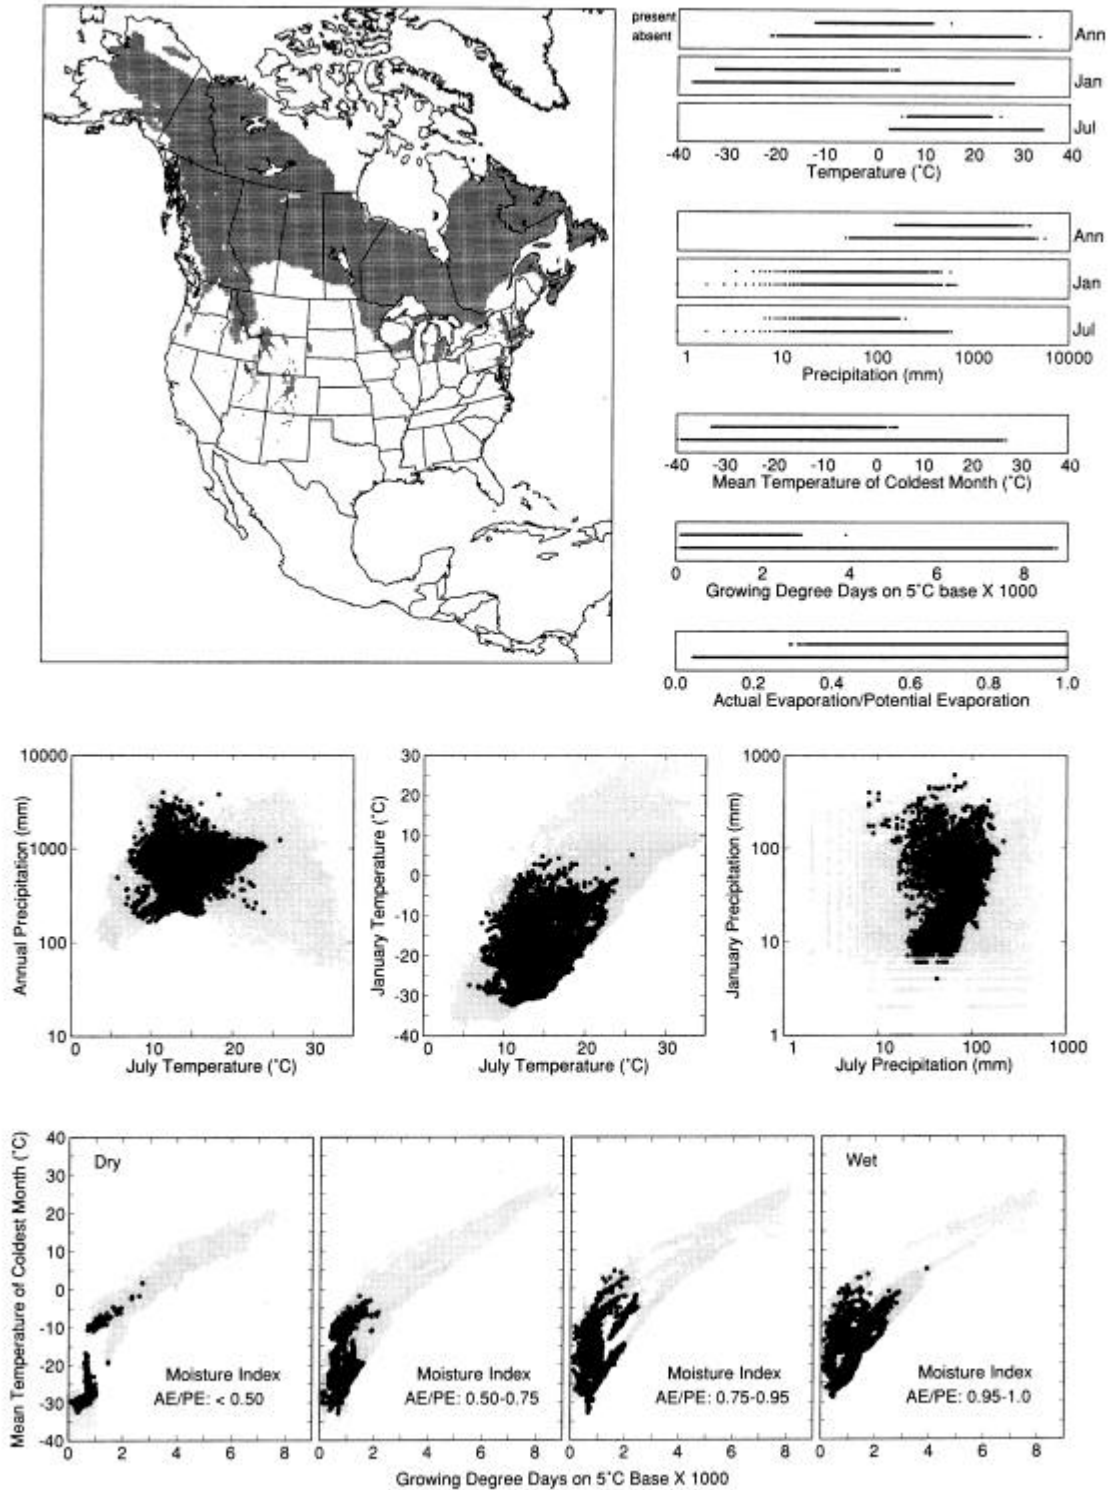 present
absent
Ann
Jan
Jul
-40 -30 -20 -10 0 10 20 30 40
Temperature (°C)
Ann
Jan
Jul
1 10 100 1000 10000
Precipitation (mm)
-40 -30 -20 -10 0 10 20 30 40
Mean Temperature of Coldest Month (°C)
0 2 4 6 8
Growing Degree Days on 5°C base X 1000
0.0 0.2 0.4 0.6 0.8 1.0
Actual Evaporation/Potential Evaporation
10000
1000
100
10
Annual Precipitation (mm)
0 10 20 30
July Temperature (°C)
30
20
10
0
-10
-20
-30
-40
January Temperature (°C)
0 10 20 30
July Temperature (°C)
1000
100
10
1
January Precipitation (mm)
1 10 100 1000
July Precipitation (mm)
Mean Temperature of Coldest Month (°C)
40
30
20
10
0
-10
-20
-30
-40
Dry
Wet
Moisture Index
AE/PE: < 0.50
Moisture Index
AE/PE: 0.50-0.75
Moisture Index
AE/PE: 0.75-0.95
Moisture Index
AE/PE: 0.95-1.0
0 2 4 6 8
0 2 4 6 8
0 2 4 6 8
0 2 4 6 8
Growing Degree Days on 5°C Base X 1000